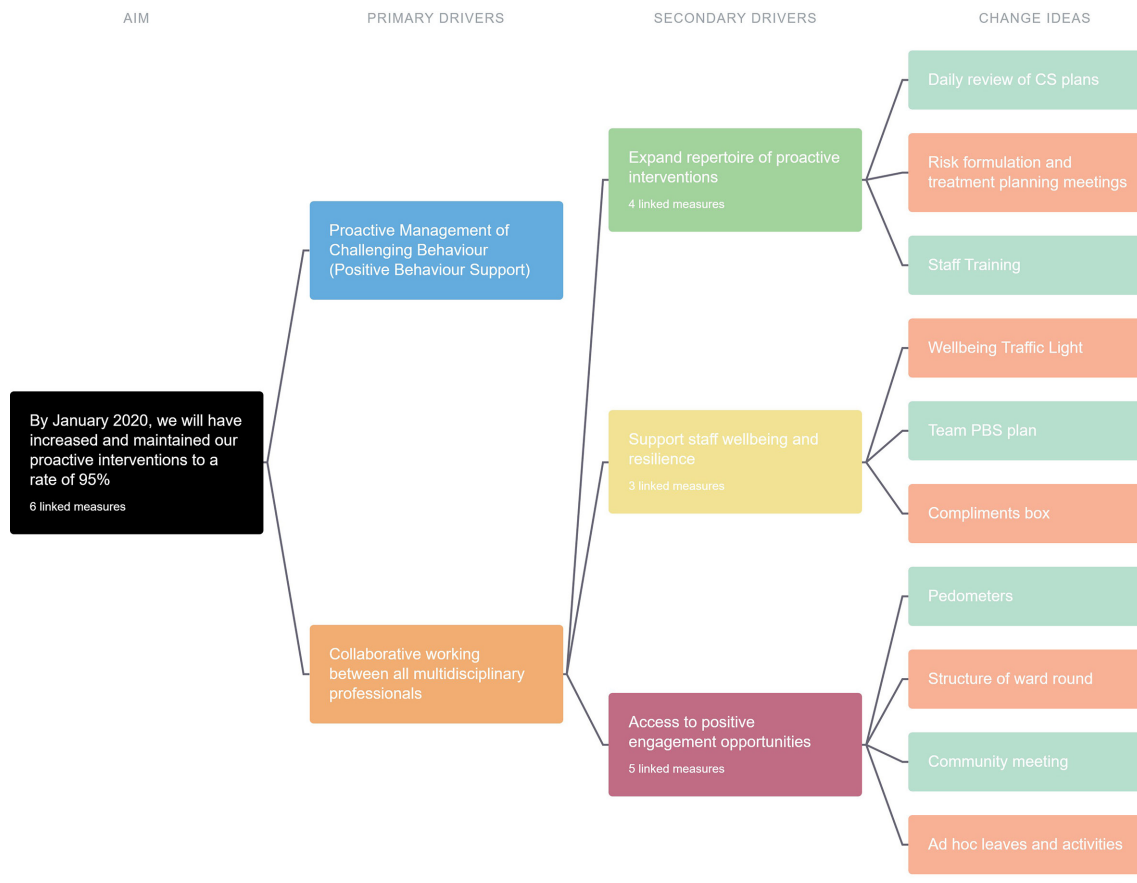 AIM
PRIMARY DRIVERS
SECONDARY DRIVERS
CHANGE IDEAS
By January 2020, we will have
increased and maintained our
proactive interventions to a
rate of 95%
6 linked measures
Proactive Management of
Challenging Behaviour
(Positive Behaviour Support)
Collaborative working
between all multidisciplinary
professionals
Expand repertoire of proactive
interventions
4 linked measures
Support staff wellbeing and
resilience
3 linked measures
Access to positive
engagement opportunities
5 linked measures
Daily review of CS plans
Risk formulation and
treatment planning meetings
Staff Training
Wellbeing Traffic Light
Team PBS plan
Compliments box
Pedometers
Structure of ward round
Community meeting
Ad hoc leaves and activities